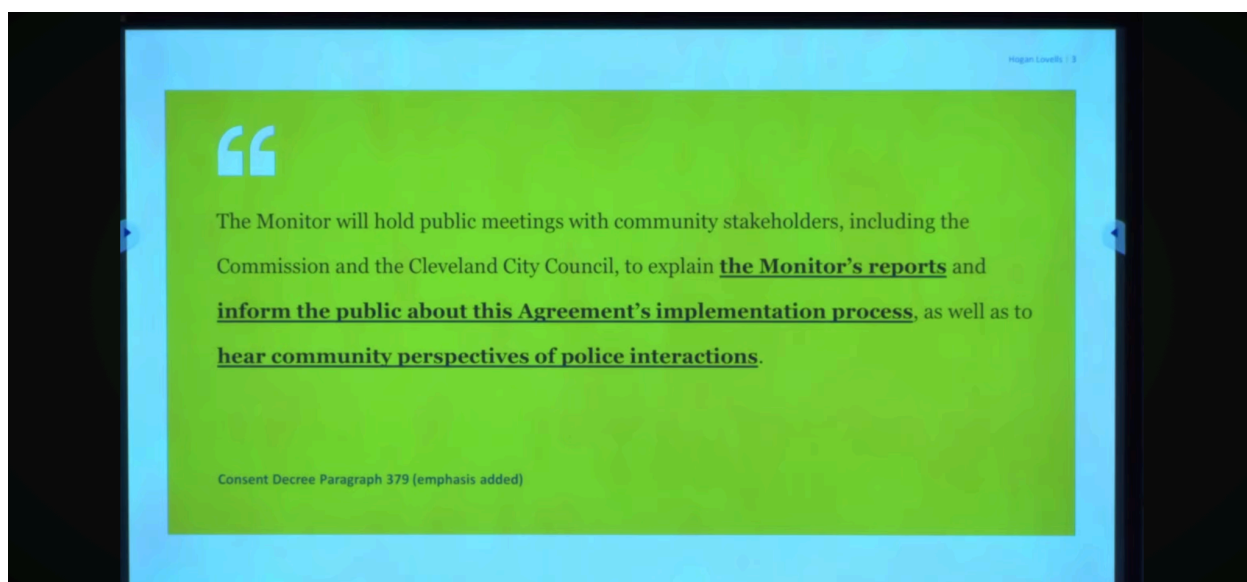 Hogan Lovells | 3
“
The Monitor will hold public meetings with community stakeholders, including the
Commission and the Cleveland City Council, to explain the Monitor’s reports and
inform the public about this Agreement’s implementation process, as well as to
hear community perspectives of police interactions.
Consent Decree Paragraph 379 (emphasis added)